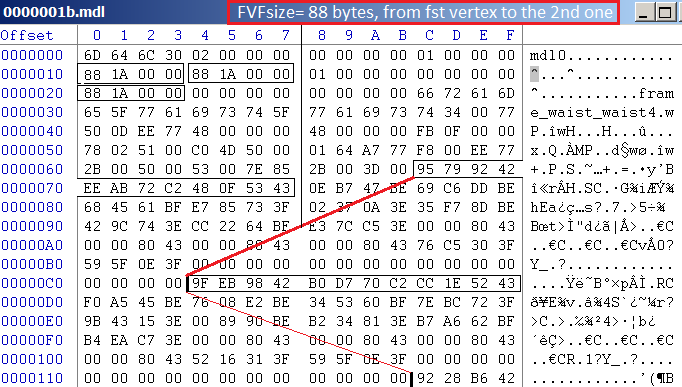 0000001b.mdl FVFsize= 88 bytes, from fst vertex to the 2nd one
Offset 0 1 2 3 4 5 6 7 8 9 A B C D E F
0000000 6D 64 6C 30 02 00 00 00 00 00 00 00 01 00 00 00 mdl0............
0000010 88 1A 00 00 88 1A 00 00 01 00 00 00 00 00 00 00 ^...^...........
0000020 88 1A 00 00 00 00 00 00 00 00 00 00 66 72 61 6D ^...........fram
0000030 65 5F 77 61 69 73 74 5F 77 61 69 73 74 34 00 77 e_waist_waist4.w
0000040 50 0D EE 77 48 00 00 00 48 00 00 00 FB 0F 00 00 P.îwH...H...û...
0000050 78 02 51 00 C0 4D 50 00 01 64 A7 77 F8 00 EE 77 x.Q.ÀMP..d§wø.îw
0000060 2B 00 50 00 53 00 7E 85 2B 00 3D 00 95 79 92 42 +.P.S.~…+.=.•y’B
0000070 EE AB 72 C2 48 0F 53 43 0E B7 47 BE 69 C6 DD BE î«rÂH.SC.·G¾iÆÝ¾
0000080 68 45 61 BF E7 85 73 3F 02 37 0A 3E 35 F7 8D BE hEa¿ç…s?.7.>5÷.¾
0000090 42 9C 74 3E CC 22 64 BF E3 7C C5 3E 00 00 80 43 Bœt>Ì"d¿ã|Å>..€C
00000A0 00 00 80 43 00 00 80 43 00 00 80 43 76 C5 30 3F ..€C..€C..€CvÅ0?
00000B0 59 5F 0E 3F 00 00 00 00 00 00 00 00 00 00 00 00 Y_.?............
00000C0 00 00 00 00 9F EB 98 42 B0 D7 70 C2 CC 1E 52 43 ....Ÿë˜B°×pÂÌ.RC
00000D0 F0 A5 45 BE 76 08 E2 BE 34 53 60 BF 7E BC 72 3F ð¥E¾v.â¾4S`¿~¼r?
00000E0 9B 43 15 3E 00 89 90 BE B2 34 81 3E B7 A6 62 BF ›C.>.‰.¾²4.>·¦b¿
00000F0 B4 EA C7 3E 00 00 80 43 00 00 80 43 00 00 80 43 ´êÇ>..€C..€C..€C
0000100 00 00 80 43 52 16 31 3F 59 5F 0E 3F 00 00 00 00 ..€CR.1?Y_.?....
0000110 00 00 00 00 00 00 00 00 00 00 00 00 92 28 B6 42 ............’(¶B